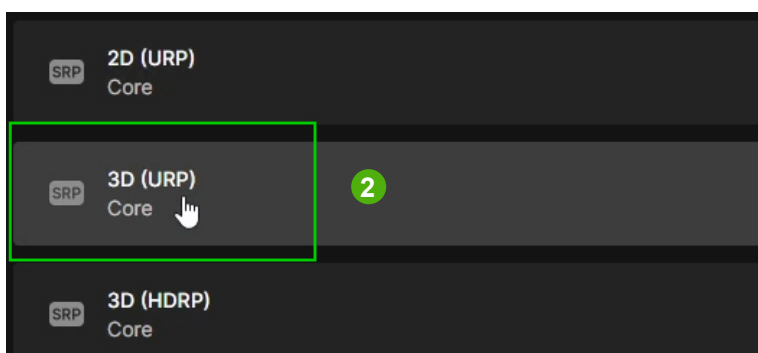 SRP
2D (URP)
Core
SRP
3D (URP)
Core
2
SRP
3D (HDRP)
Core